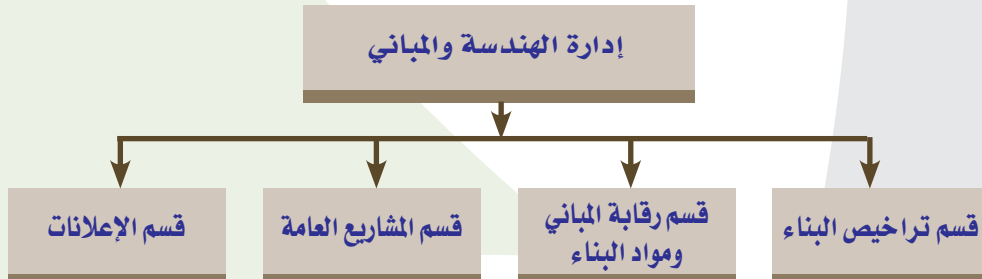 إدارة الهندسة والمباني
قسم تراخيص البناء
قسم رقابة المباني
ومواد البناء
قسم المشاريع العامة
قسم الإعلانات